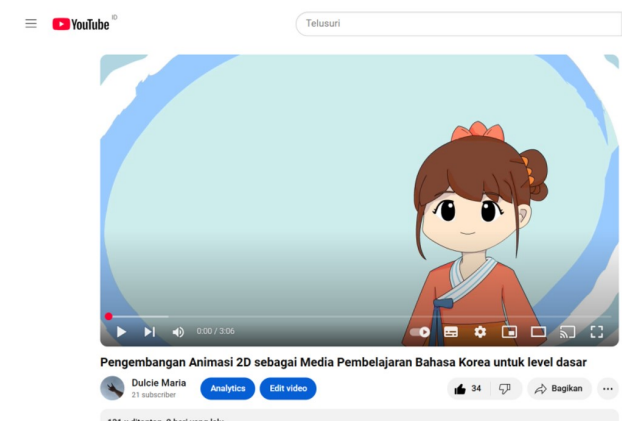 YouTube ID
Telusuri
0:00 / 3:06
Pengembangan Animasi 2D sebagai Media Pembelajaran Bahasa Korea untuk level dasar
Dulcie Maria
21 subscriber
Analytics
Edit video
34
Bagikan